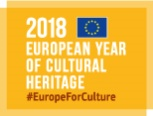 2018
EUROPEAN YEAR
OF CULTURAL
HERITAGE
#EuropeForCulture